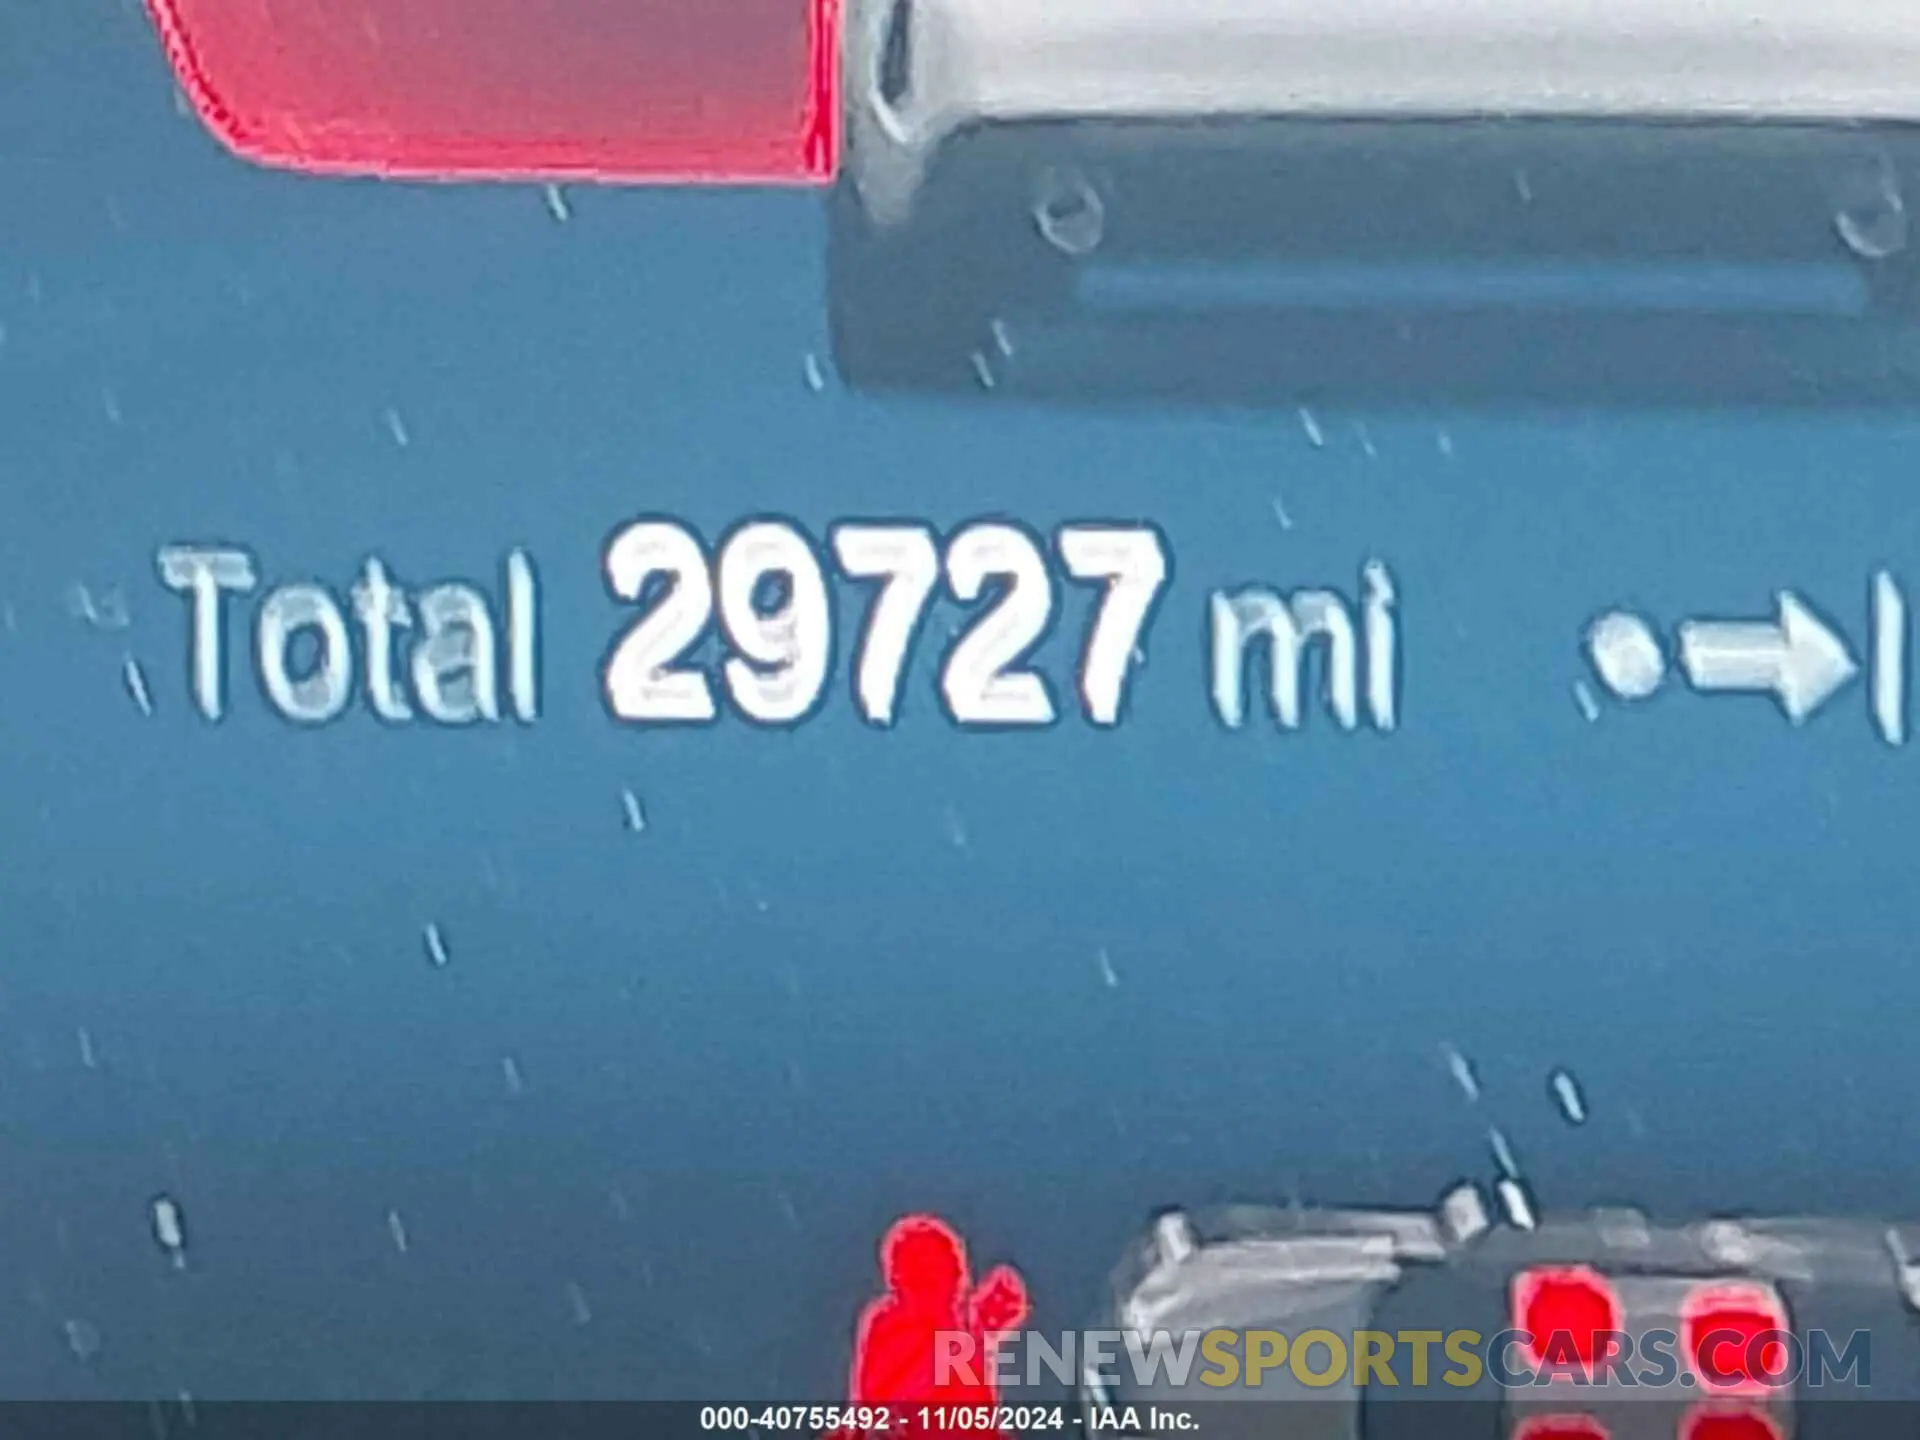 Total 29727 mi
RENEWSPORTSCARS.COM
000-40755492 - 11/05/2024 - IAA Inc.